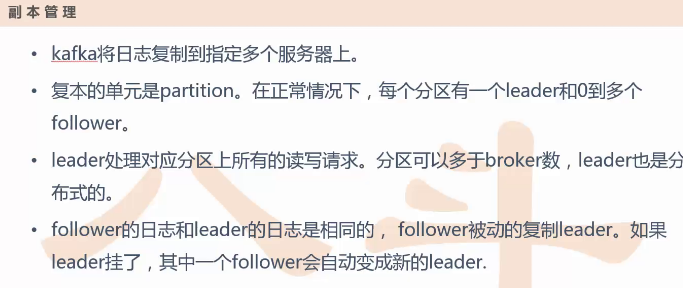 副本管理
• kafka将日志复制到指定多个服务器上。
• 复本的单元是partition。在正常情况下，每个分区有一个leader和0到多个
follower。
• leader处理对应分区上所有的读写请求。分区可以多于broker数，leader也是分
布式的。
• follower的日志和leader的日志是相同的， follower被动的复制leader。如果
leader挂了，其中一个follower会自动变成新的leader.
八斗